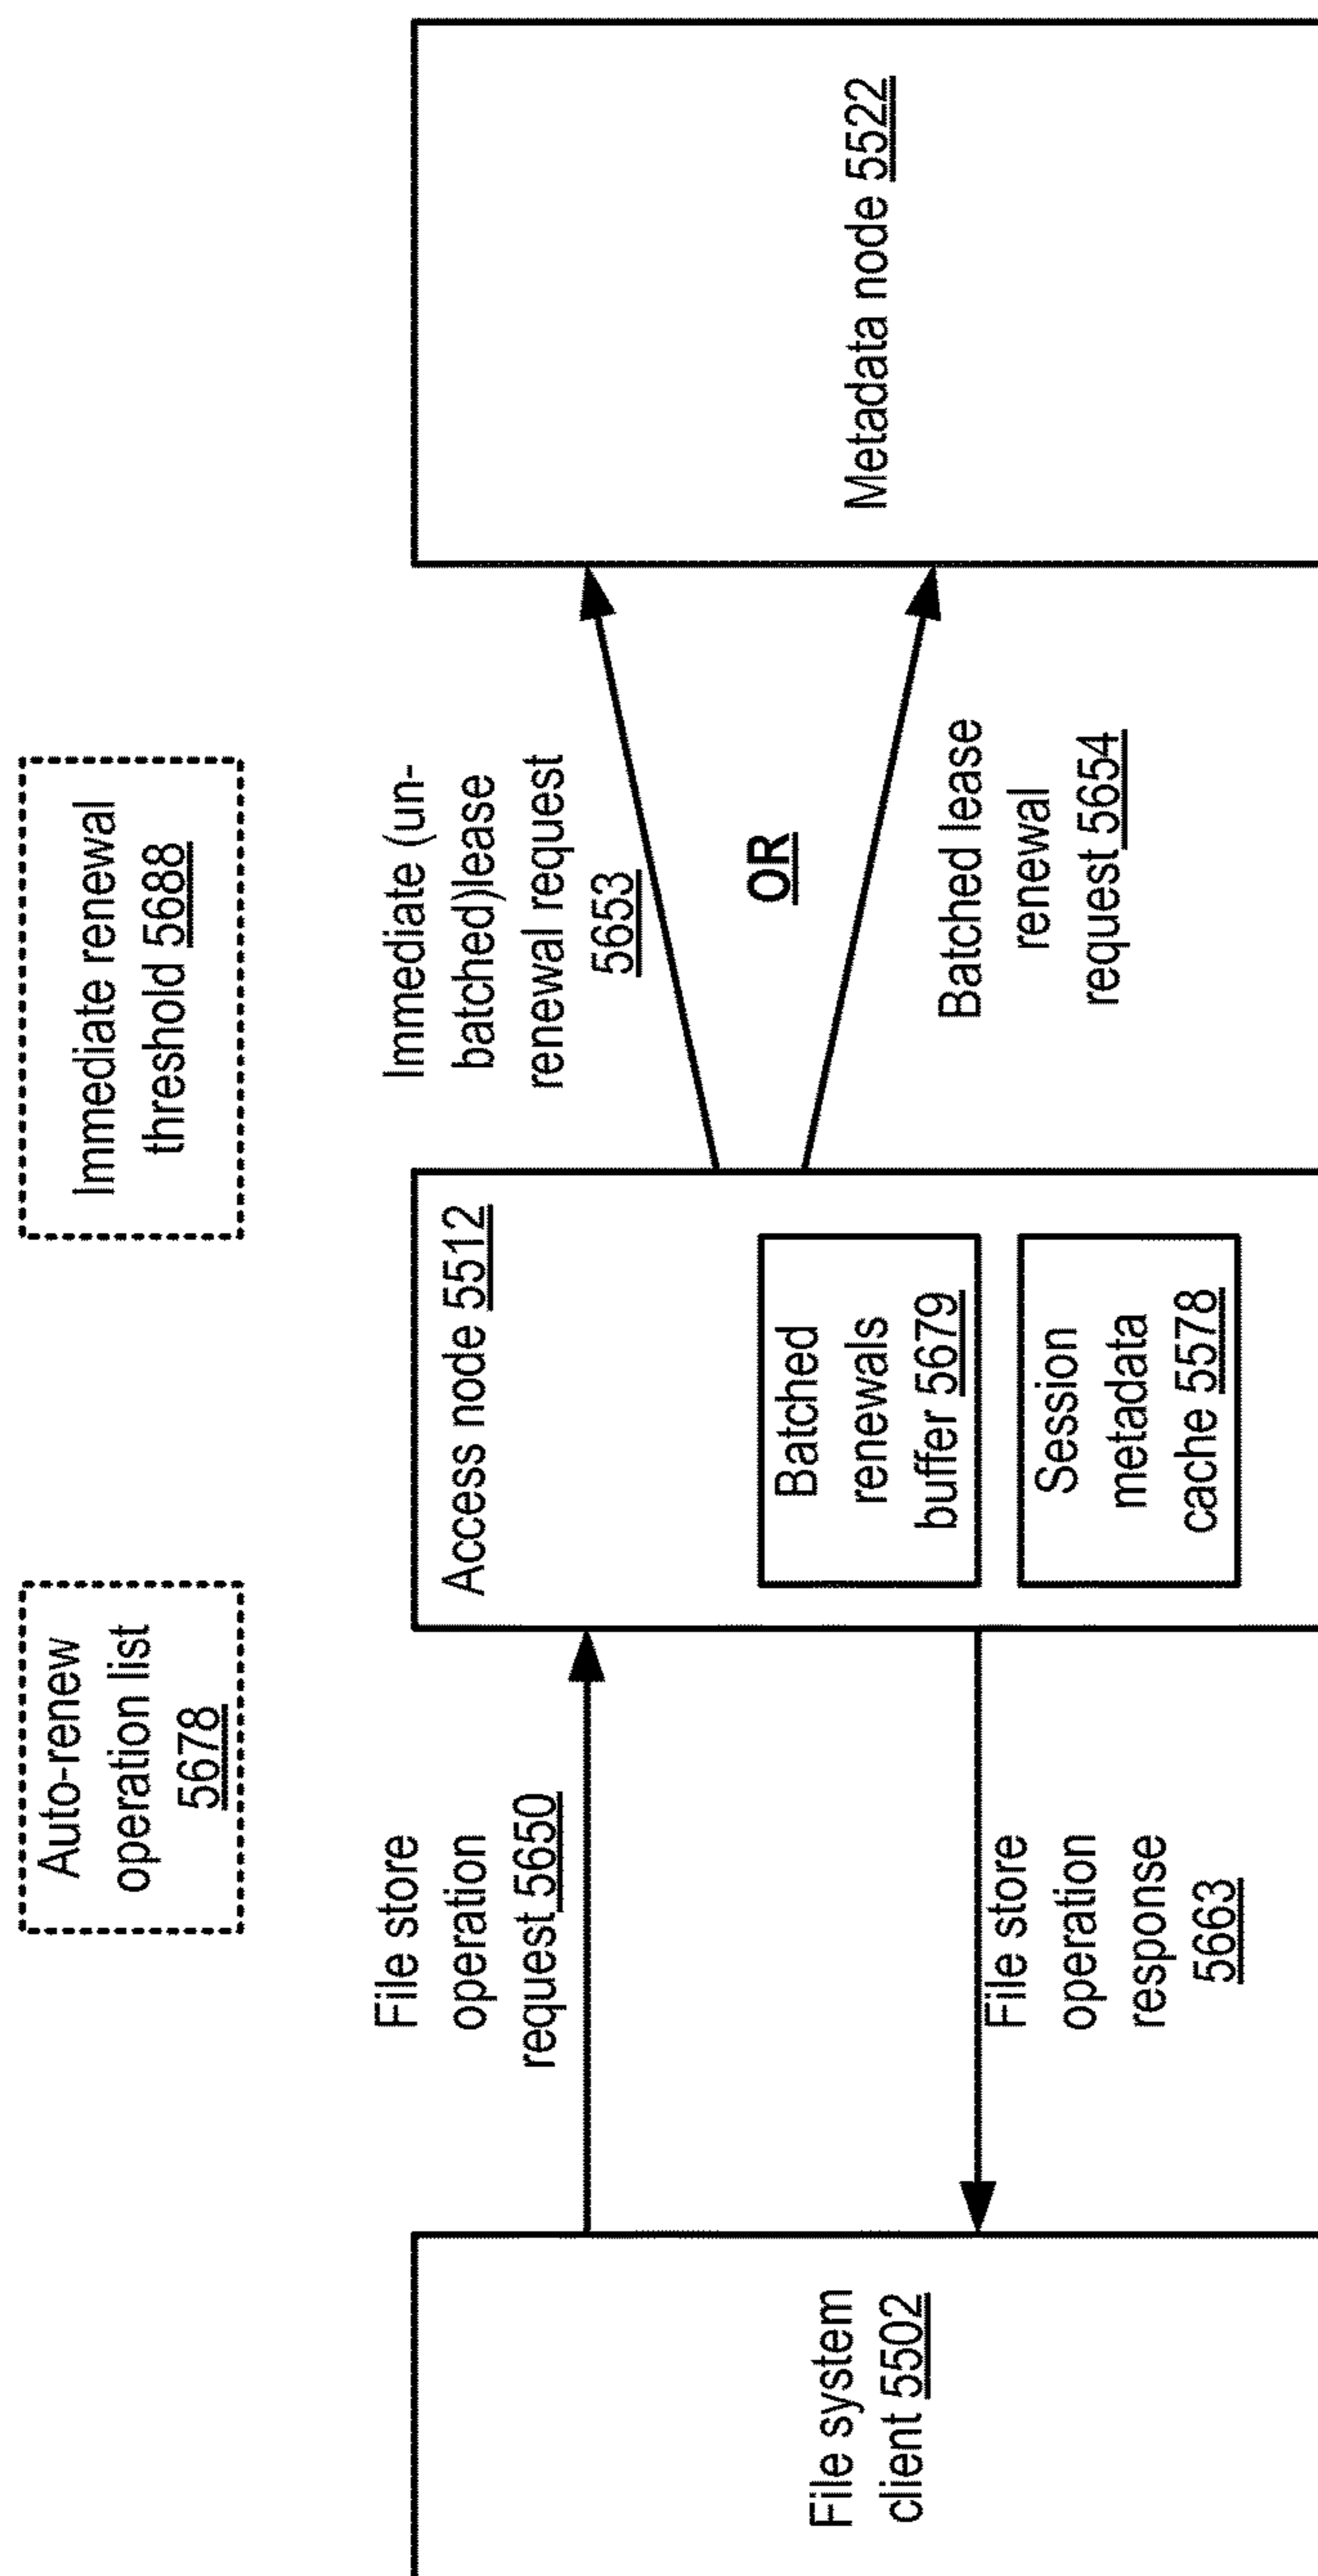 Auto-renew
operation list
5678
Immediate renewal
threshold 5688
File system
client 5502
File store
operation
request 5650
File store
operation
response
5663
Access node 5512
Batched
renewals
buffer 5679
Session
metadata
cache 5578
Immediate (un-
batched)lease
renewal request
5653
OR
Batched lease
renewal
request 5654
Metadata node 5522